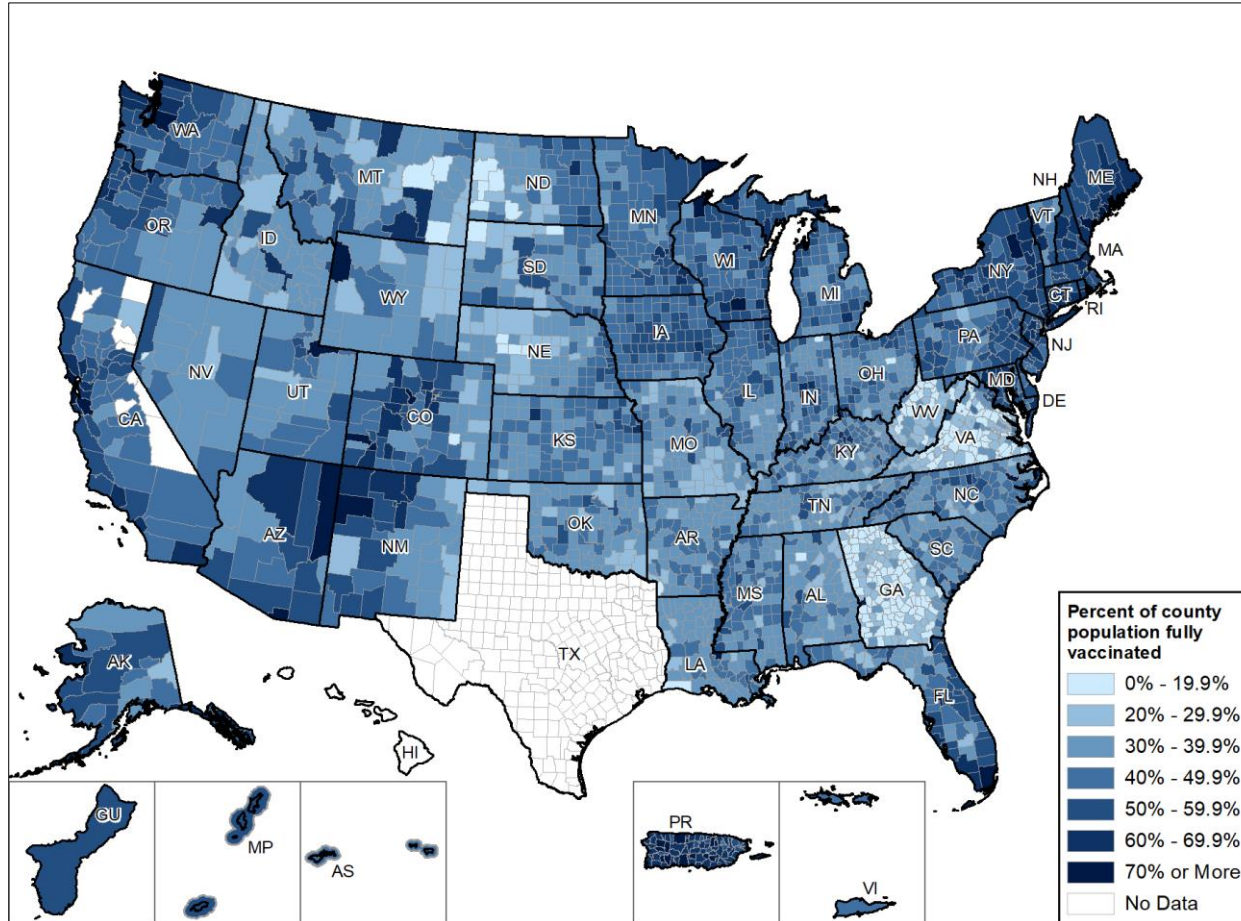 WA
MT
ND
MN
ME
NH
VT
OR
ID
SD
WI
MI
NY
MA
WY
CT
RI
IA
PA
NJ
NE
NV
UT
IL
IN
OH
MD
DE
CA
CO
WV
VA
KS
MO
KY
NC
TN
AZ
NM
OK
AR
SC
MS
AL
GA
TX
LA
AK
FL
HI
GU
MP
AS
PR
VI
Percent of county
population fully
vaccinated
0% - 19.9%
20% - 29.9%
30% - 39.9%
40% - 49.9%
50% - 59.9%
60% - 69.9%
70% or More
No Data